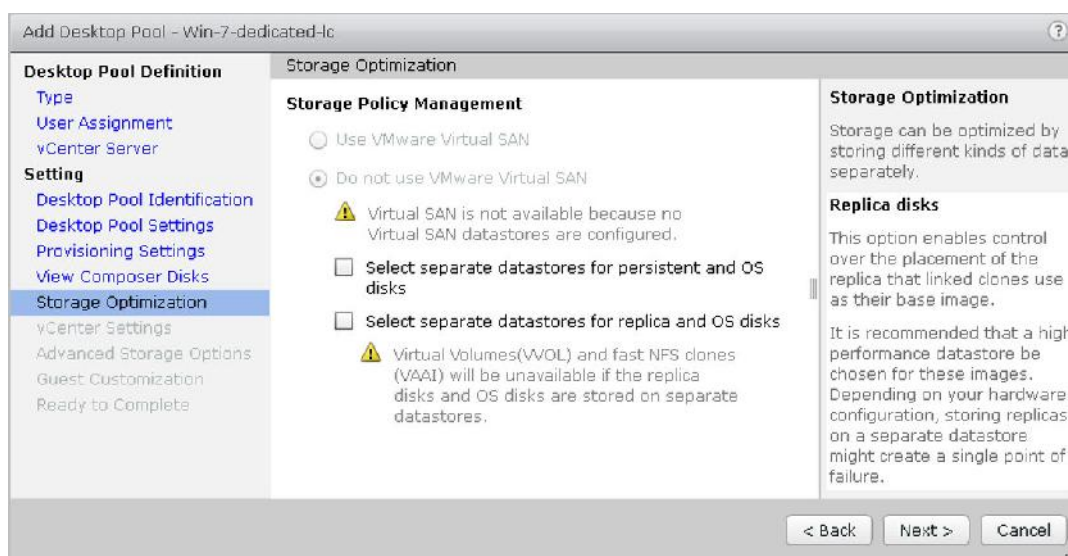 Add Desktop Pool - Win-7-dedicated-lc
?
Desktop Pool Definition
Type
User Assignment
vCenter Server
Setting
Desktop Pool Identification
Desktop Pool Settings
Provisioning Settings
View Composer Disks
Storage Optimization
vCenter Settings
Advanced Storage Options
Guest Customization
Ready to Complete
Storage Optimization
Storage Policy Management
Use VMware Virtual SAN
Do not use VMware Virtual SAN
Virtual SAN is not available because no
Virtual SAN datastores are configured.
Select separate datastores for persistent and OS
disks
Select separate datastores for replica and OS disks
Virtual Volumes(VVOL) and fast NFS clones
(VAAI) will be unavailable if the replica
disks and OS disks are stored on separate
datastores.
Storage Optimization
Storage can be optimized by
storing different kinds of data
separately.
Replica disks
This option enables control
over the placement of the
replica that linked clones use
as their base image.
It is recommended that a high
performance datastore be
chosen for these images.
Depending on your hardware
configuration, storing replicas
on a separate datastore
might create a single point of
failure.
< Back
Next >
Cancel